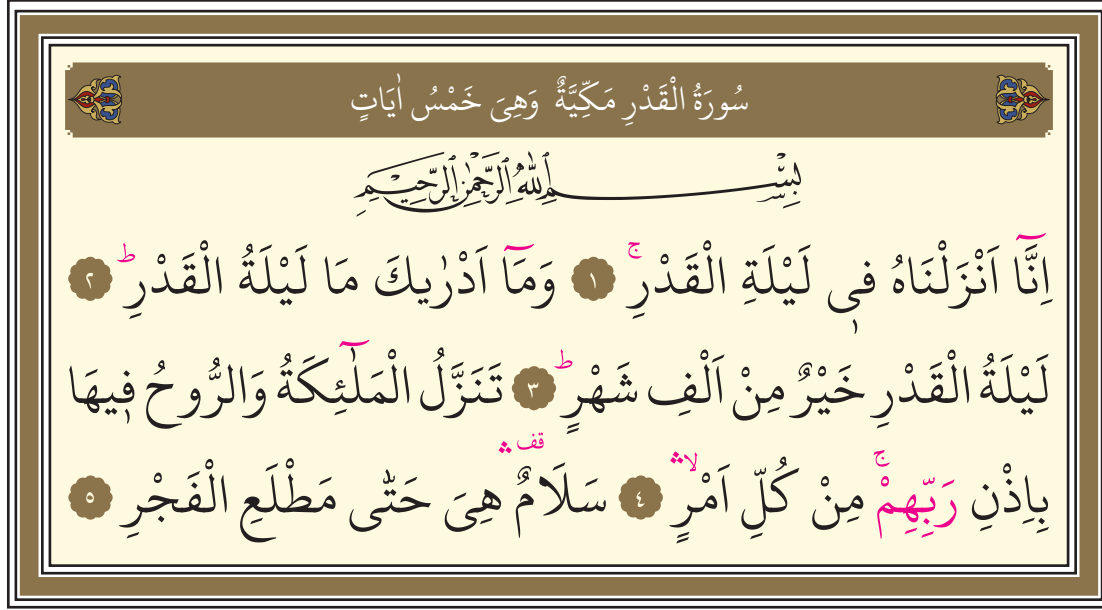 سُورَةُ الْقَدْرِ مَكِّيَّةٌ وَهِىَ خَمْسُ اٰيَاتٍ
بِسْمِ اللّٰهِ الرَّحْمٰنِ الرَّحِيمِ
اِنَّٓا اَنْزَلْنَاهُ فٖى لَيْلَةِ الْقَدْرِۚ ١ وَمَٓا اَدْرٰيكَ مَا لَيْلَةُ الْقَدْرِۜ ٢
لَيْلَةُ الْقَدْرِ خَيْرٌ مِنْ اَلْفِ شَهْرٍۜ ٣ تَنَزَّلُ الْمَلٰٓئِكَةُ وَالرُّوحُ فٖيهَا
بِاِذْنِ رَبِّهِمْۚ مِنْ كُلِّ اَمْرٍۙۛ ٤ سَلَامٌ۠ۛ هِىَ حَتّٰى مَطْلَعِ الْفَجْرِ ٥